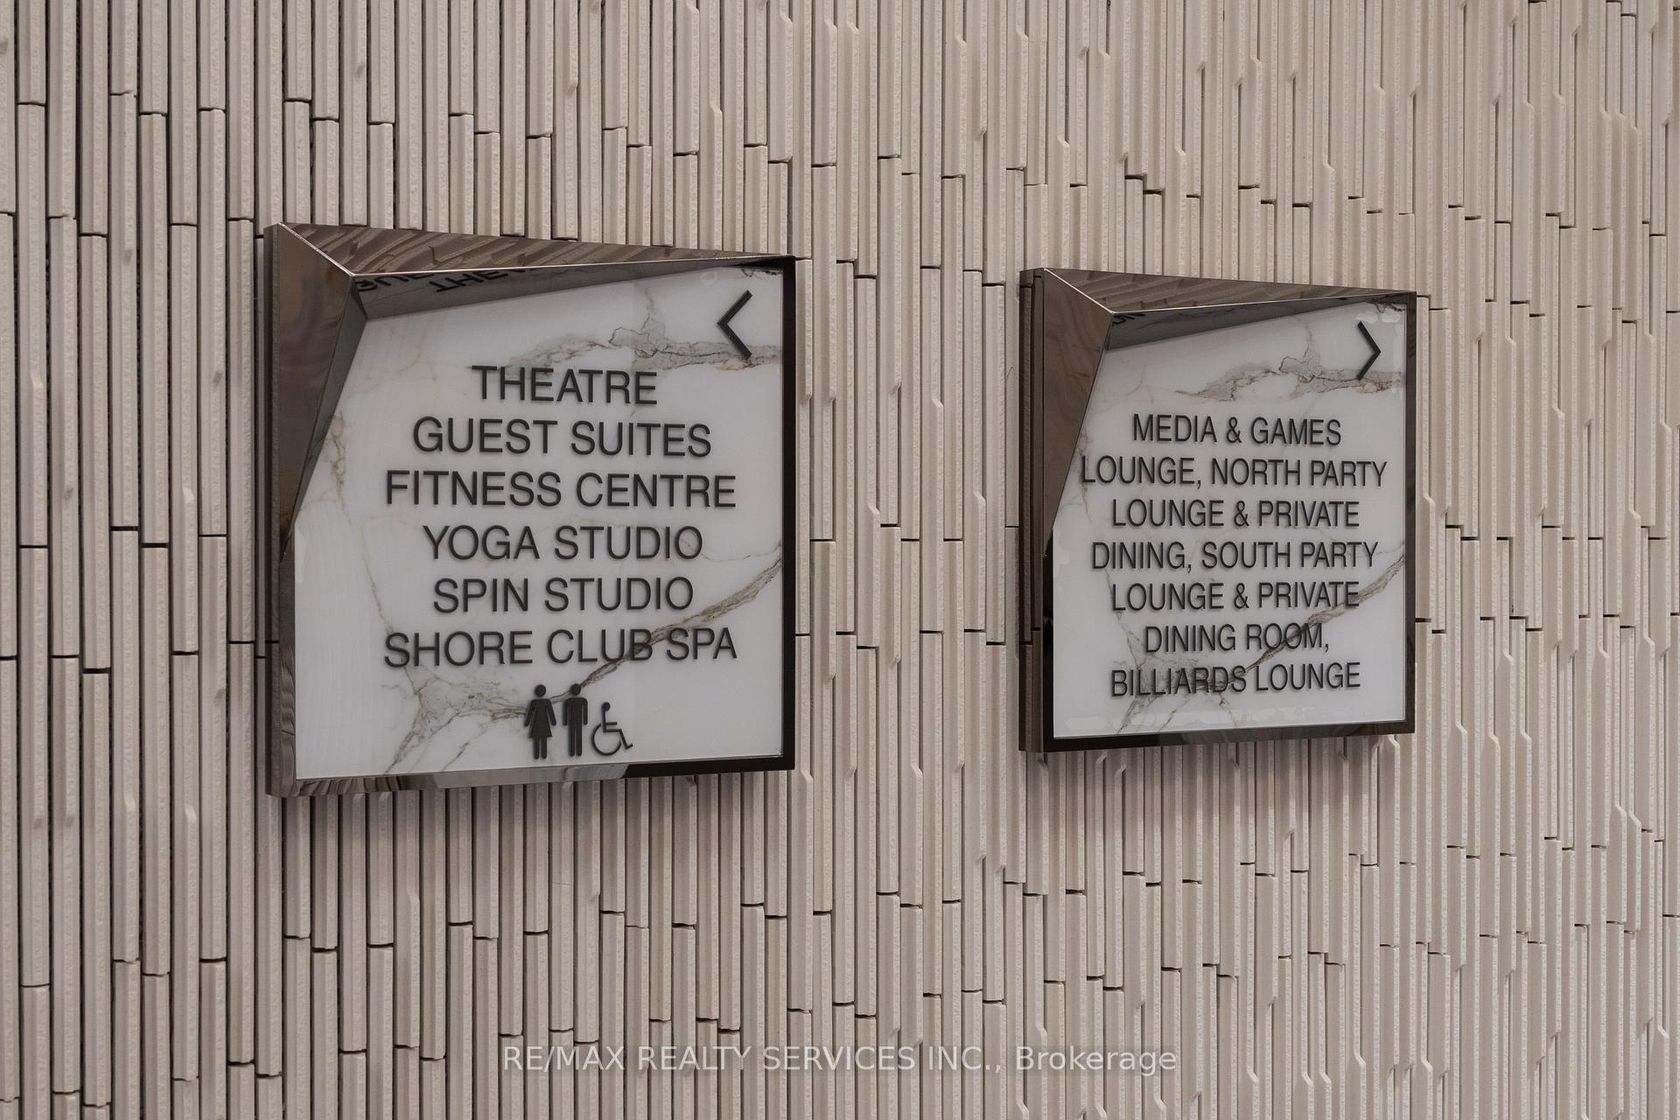 THEATRE
GUEST SUITES
FITNESS CENTRE
YOGA STUDIO
SPIN STUDIO
SHORE CLUB SPA
MEDIA & GAMES
LOUNGE, NORTH PARTY
LOUNGE & PRIVATE
DINING, SOUTH PARTY
LOUNGE & PRIVATE
DINING ROOM,
BILLIARDS LOUNGE
RE/MAX REALTY SERVICES INC., Brokerage